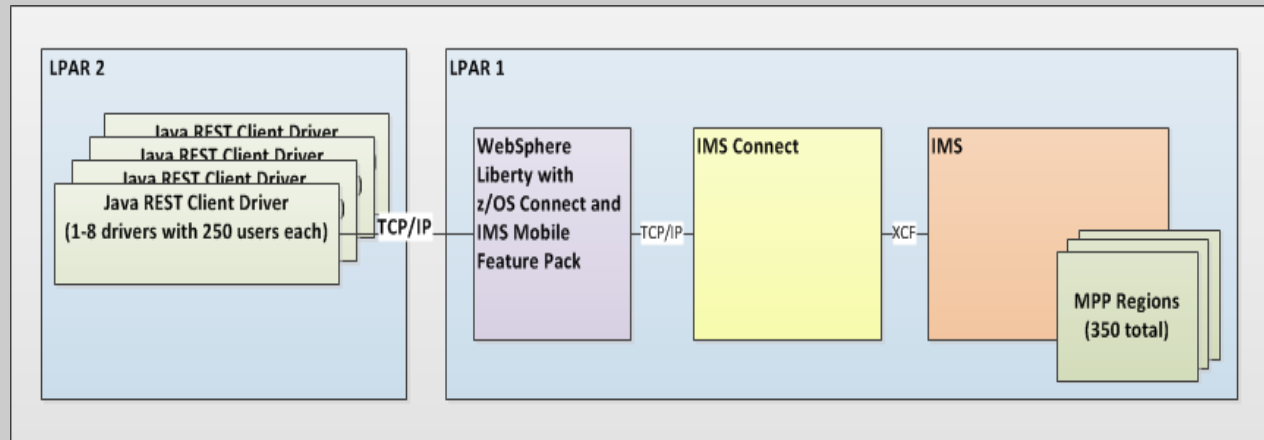 LPAR 2
Java REST Client Driver
Java REST Client Driver
)
Java REST Client Driver
)
Java REST Client Driver
)
(1-8 drivers with 250 users each)
TCP/IP
LPAR 1
WebSphere
Liberty with
z/OS Connect and
IMS Mobile
Feature Pack
TCP/IP
IMS Connect
XCF
IMS
MPP Regions
(350 total)